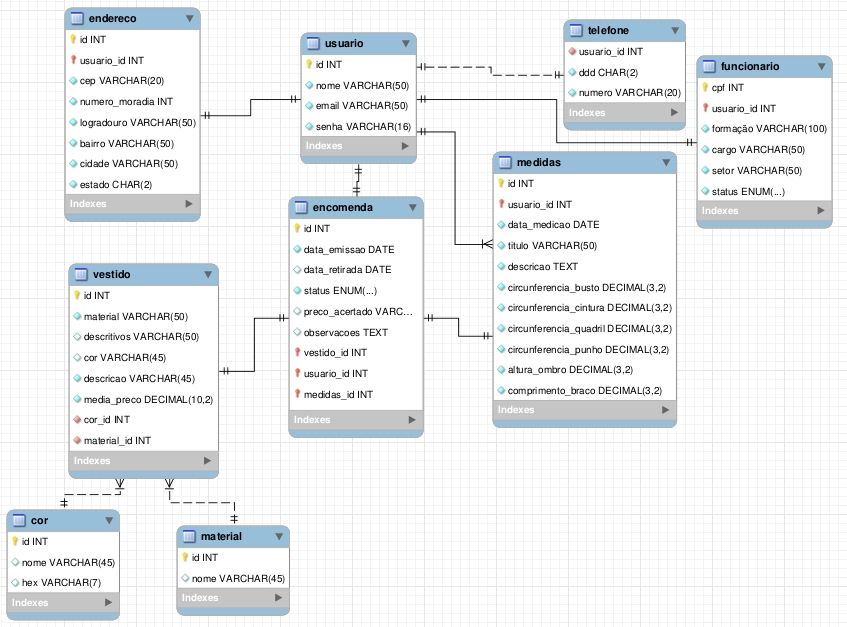 endereco
id INT
usuario_id INT
cep VARCHAR(20)
numero_moradia INT
logradouro VARCHAR(50)
bairro VARCHAR(50)
cidade VARCHAR(50)
estado CHAR(2)
Indexes
usuario
id INT
nome VARCHAR(50)
email VARCHAR(50)
senha VARCHAR(16)
Indexes
telefone
usuario_id INT
ddd CHAR(2)
numero VARCHAR(20)
Indexes
funcionario
cpf INT
usuario_id INT
formação VARCHAR(100)
cargo VARCHAR(50)
setor VARCHAR(50)
status ENUM(...)
Indexes
medidas
id INT
usuario_id INT
data_medicao DATE
titulo VARCHAR(50)
descricao TEXT
circunferencia_busto DECIMAL(3,2)
circunferencia_cintura DECIMAL(3,2)
circunferencia_quadril DECIMAL(3,2)
circunferencia_punho DECIMAL(3,2)
altura_ombro DECIMAL(3,2)
comprimento_braco DECIMAL(3,2)
Indexes
encomenda
id INT
data_emissao DATE
data_retirada DATE
status ENUM(...)
preco_acertado VARC...
observacoes TEXT
vestido_id INT
usuario_id INT
medidas_id INT
Indexes
vestido
id INT
material VARCHAR(50)
descritivos VARCHAR(50)
cor VARCHAR(45)
descricao VARCHAR(45)
media_preco DECIMAL(10,2)
cor_id INT
material_id INT
Indexes
cor
id INT
nome VARCHAR(45)
hex VARCHAR(7)
Indexes
material
id INT
nome VARCHAR(45)
Indexes